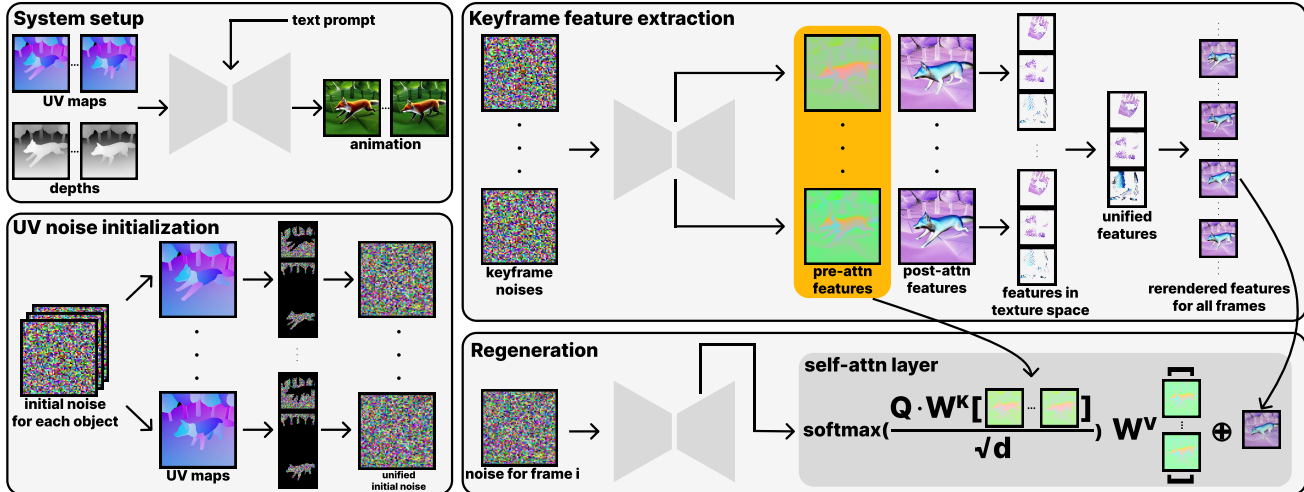 System setup
text prompt
UV maps
depths
animation
UV noise initialization
initial noise
for each object
UV maps
unified
initial noise
Keyframe feature extraction
keyframe
noises
pre-attn
features
post-attn
features
features in
texture space
unified
features
rerendered features
for all frames
Regeneration
noise for frame i
self-attn layer
softmax( Q · W^K [ ... ] / √d ) W^V [ ... ] ⊕